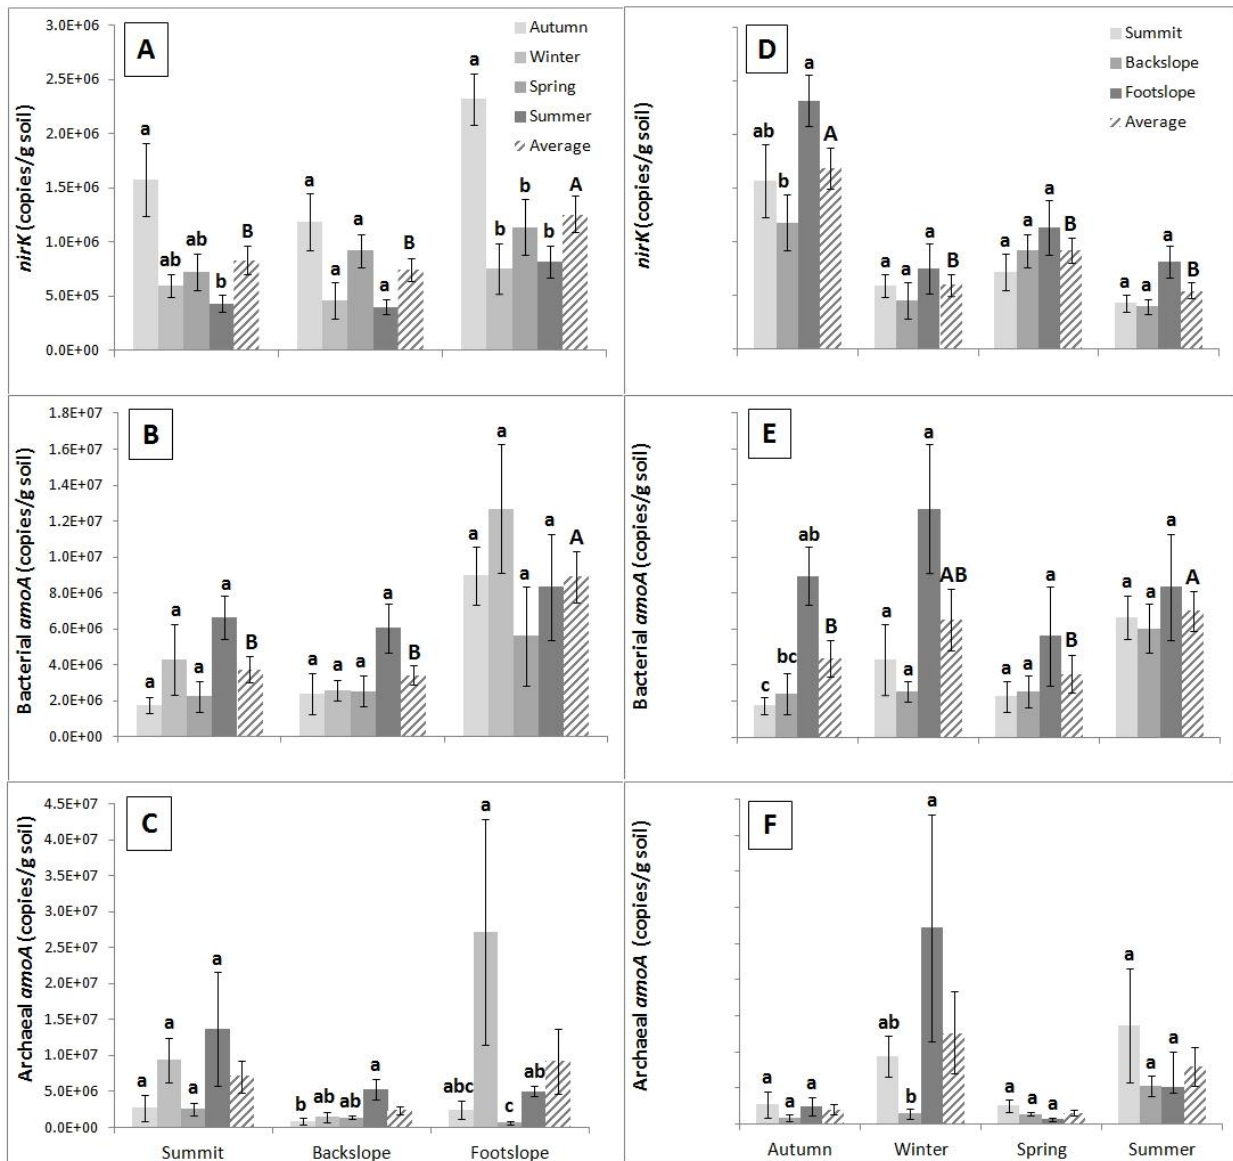 A
nirK (copies/g soil)
3.0E+06
2.5E+06
2.0E+06
1.5E+06
1.0E+06
5.0E+05
0.0E+00
Autumn
Winter
Spring
Summer
Average
a ab ab b B
a a a a B
a b b b A
D
nirK (copies/g soil)
Summit
Backslope
Footslope
Average
ab b a A
a a a B
a a a B
a a a B
B
Bacterial amoA (copies/g soil)
1.8E+07
1.6E+07
1.4E+07
1.2E+07
1.0E+07
8.0E+06
6.0E+06
4.0E+06
2.0E+06
0.0E+00
a a a a B
a a a a B
a a a a A
E
Bacterial amoA (copies/g soil)
c bc ab B
a a a AB
a a a B
a a a A
C
Archaeal amoA (copies/g soil)
4.5E+07
4.0E+07
3.5E+07
3.0E+07
2.5E+07
2.0E+07
1.5E+07
1.0E+07
5.0E+06
0.0E+00
a a a a
b ab ab a
abc a c ab
Summit Backslope Footslope
F
Archaeal amoA (copies/g soil)
a a a
ab b a
a a a
a a a
Autumn Winter Spring Summer